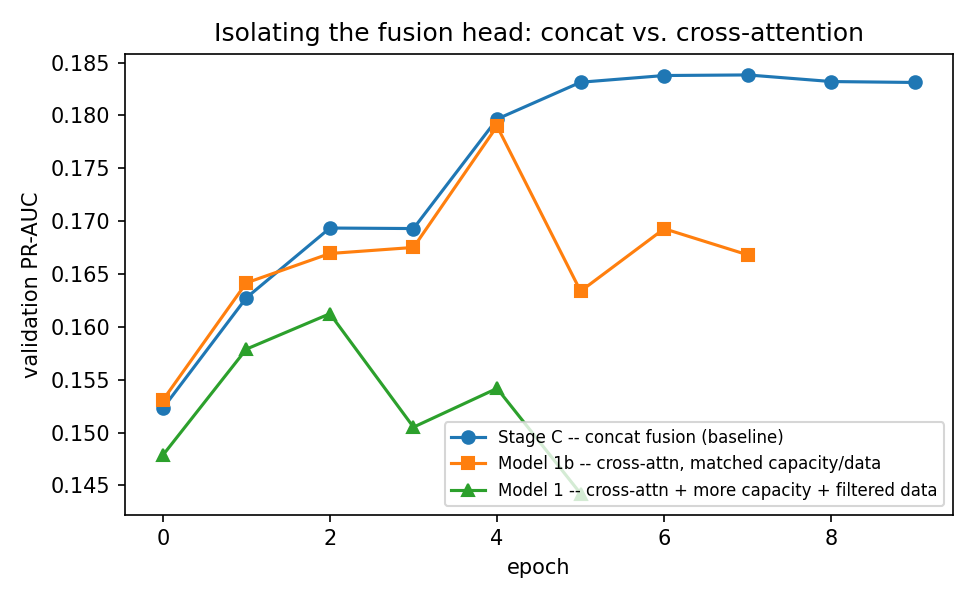 Isolating the fusion head: concat vs. cross-attention
0.185
0.180
0.175
0.170
0.165
0.160
0.155
0.150
0.145
validation PR-AUC
Stage C -- concat fusion (baseline)
Model 1b -- cross-attn, matched capacity/data
Model 1 -- cross-attn + more capacity + filtered data
0 2 4 6 8
epoch